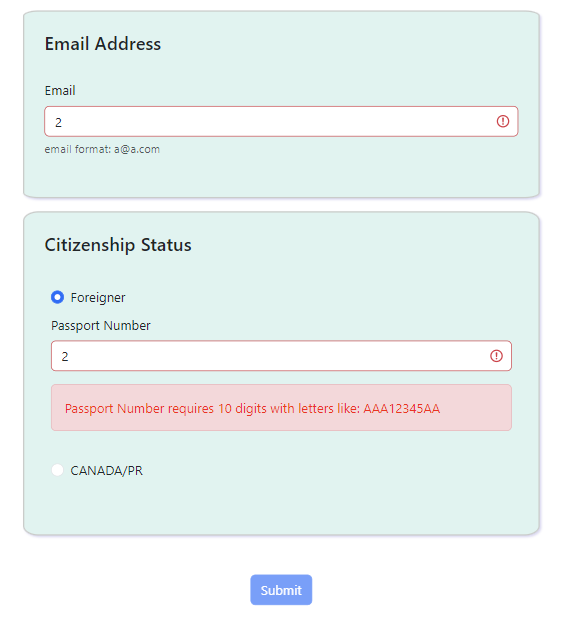 Email Address
Email
2
email format: a@a.com
Citizenship Status
Foreigner
Passport Number
2
Passport Number requires 10 digits with letters like: AAA12345AA
CANADA/PR
Submit